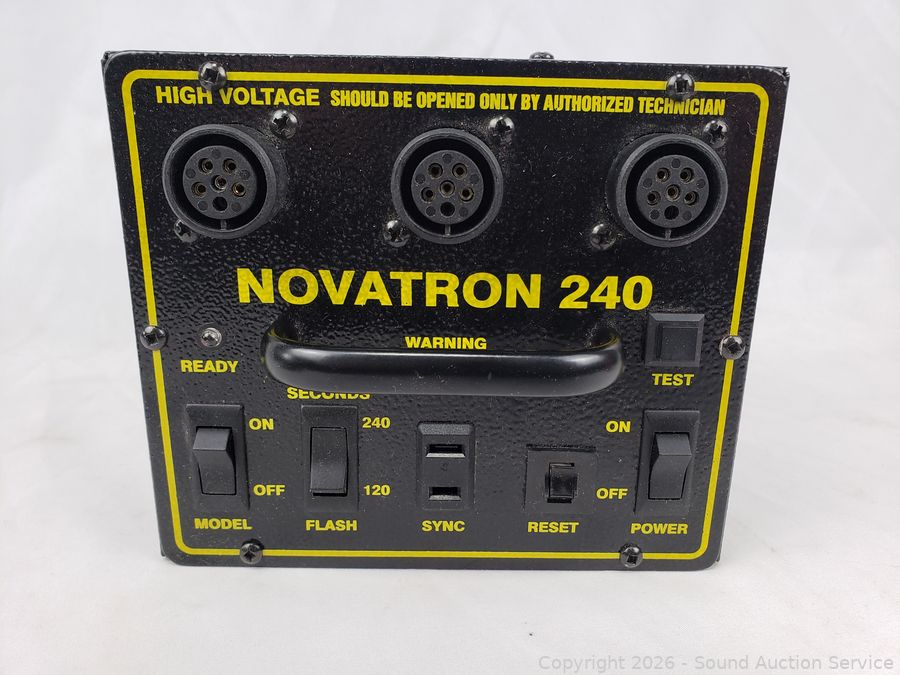 HIGH VOLTAGE SHOULD BE OPENED ONLY BY AUTHORIZED TECHNICIAN
NOVATRON 240
WARNING
READY
TEST
SECONDS
ON
240
ON
OFF
120
OFF
MODEL
FLASH
SYNC
RESET
POWER
Copyright 2026 - Sound Auction Service